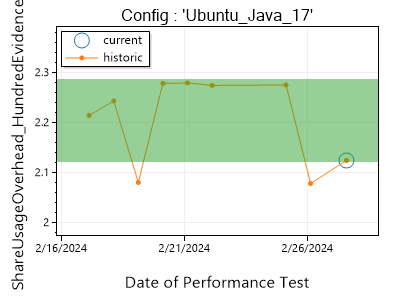 Config : 'Ubuntu_Java_17'
current
historic
ShareUsageOverhead_HundredEvidence
2.3
2.2
2.1
2
2/16/2024
2/21/2024
2/26/2024
Date of Performance Test